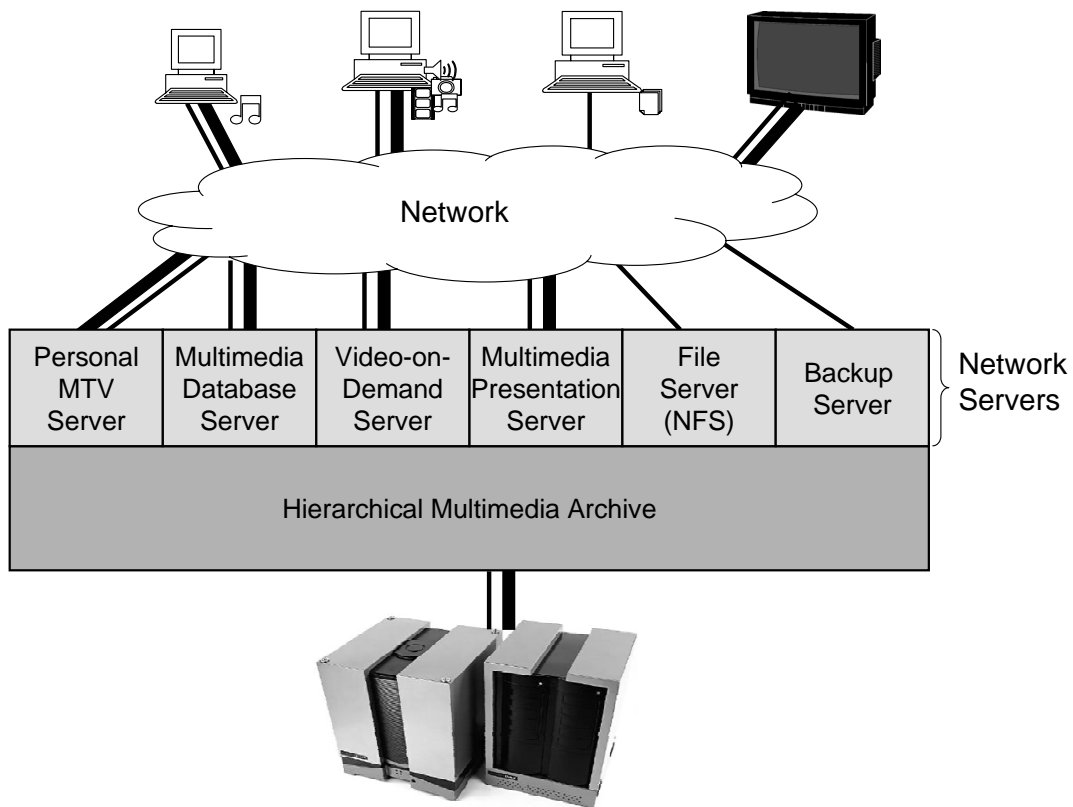 Network
Personal
MTV
Server
Multimedia
Database
Server
Video-on-
Demand
Server
Multimedia
Presentation
Server
File
Server
(NFS)
Backup
Server
Network
Servers
Hierarchical Multimedia Archive